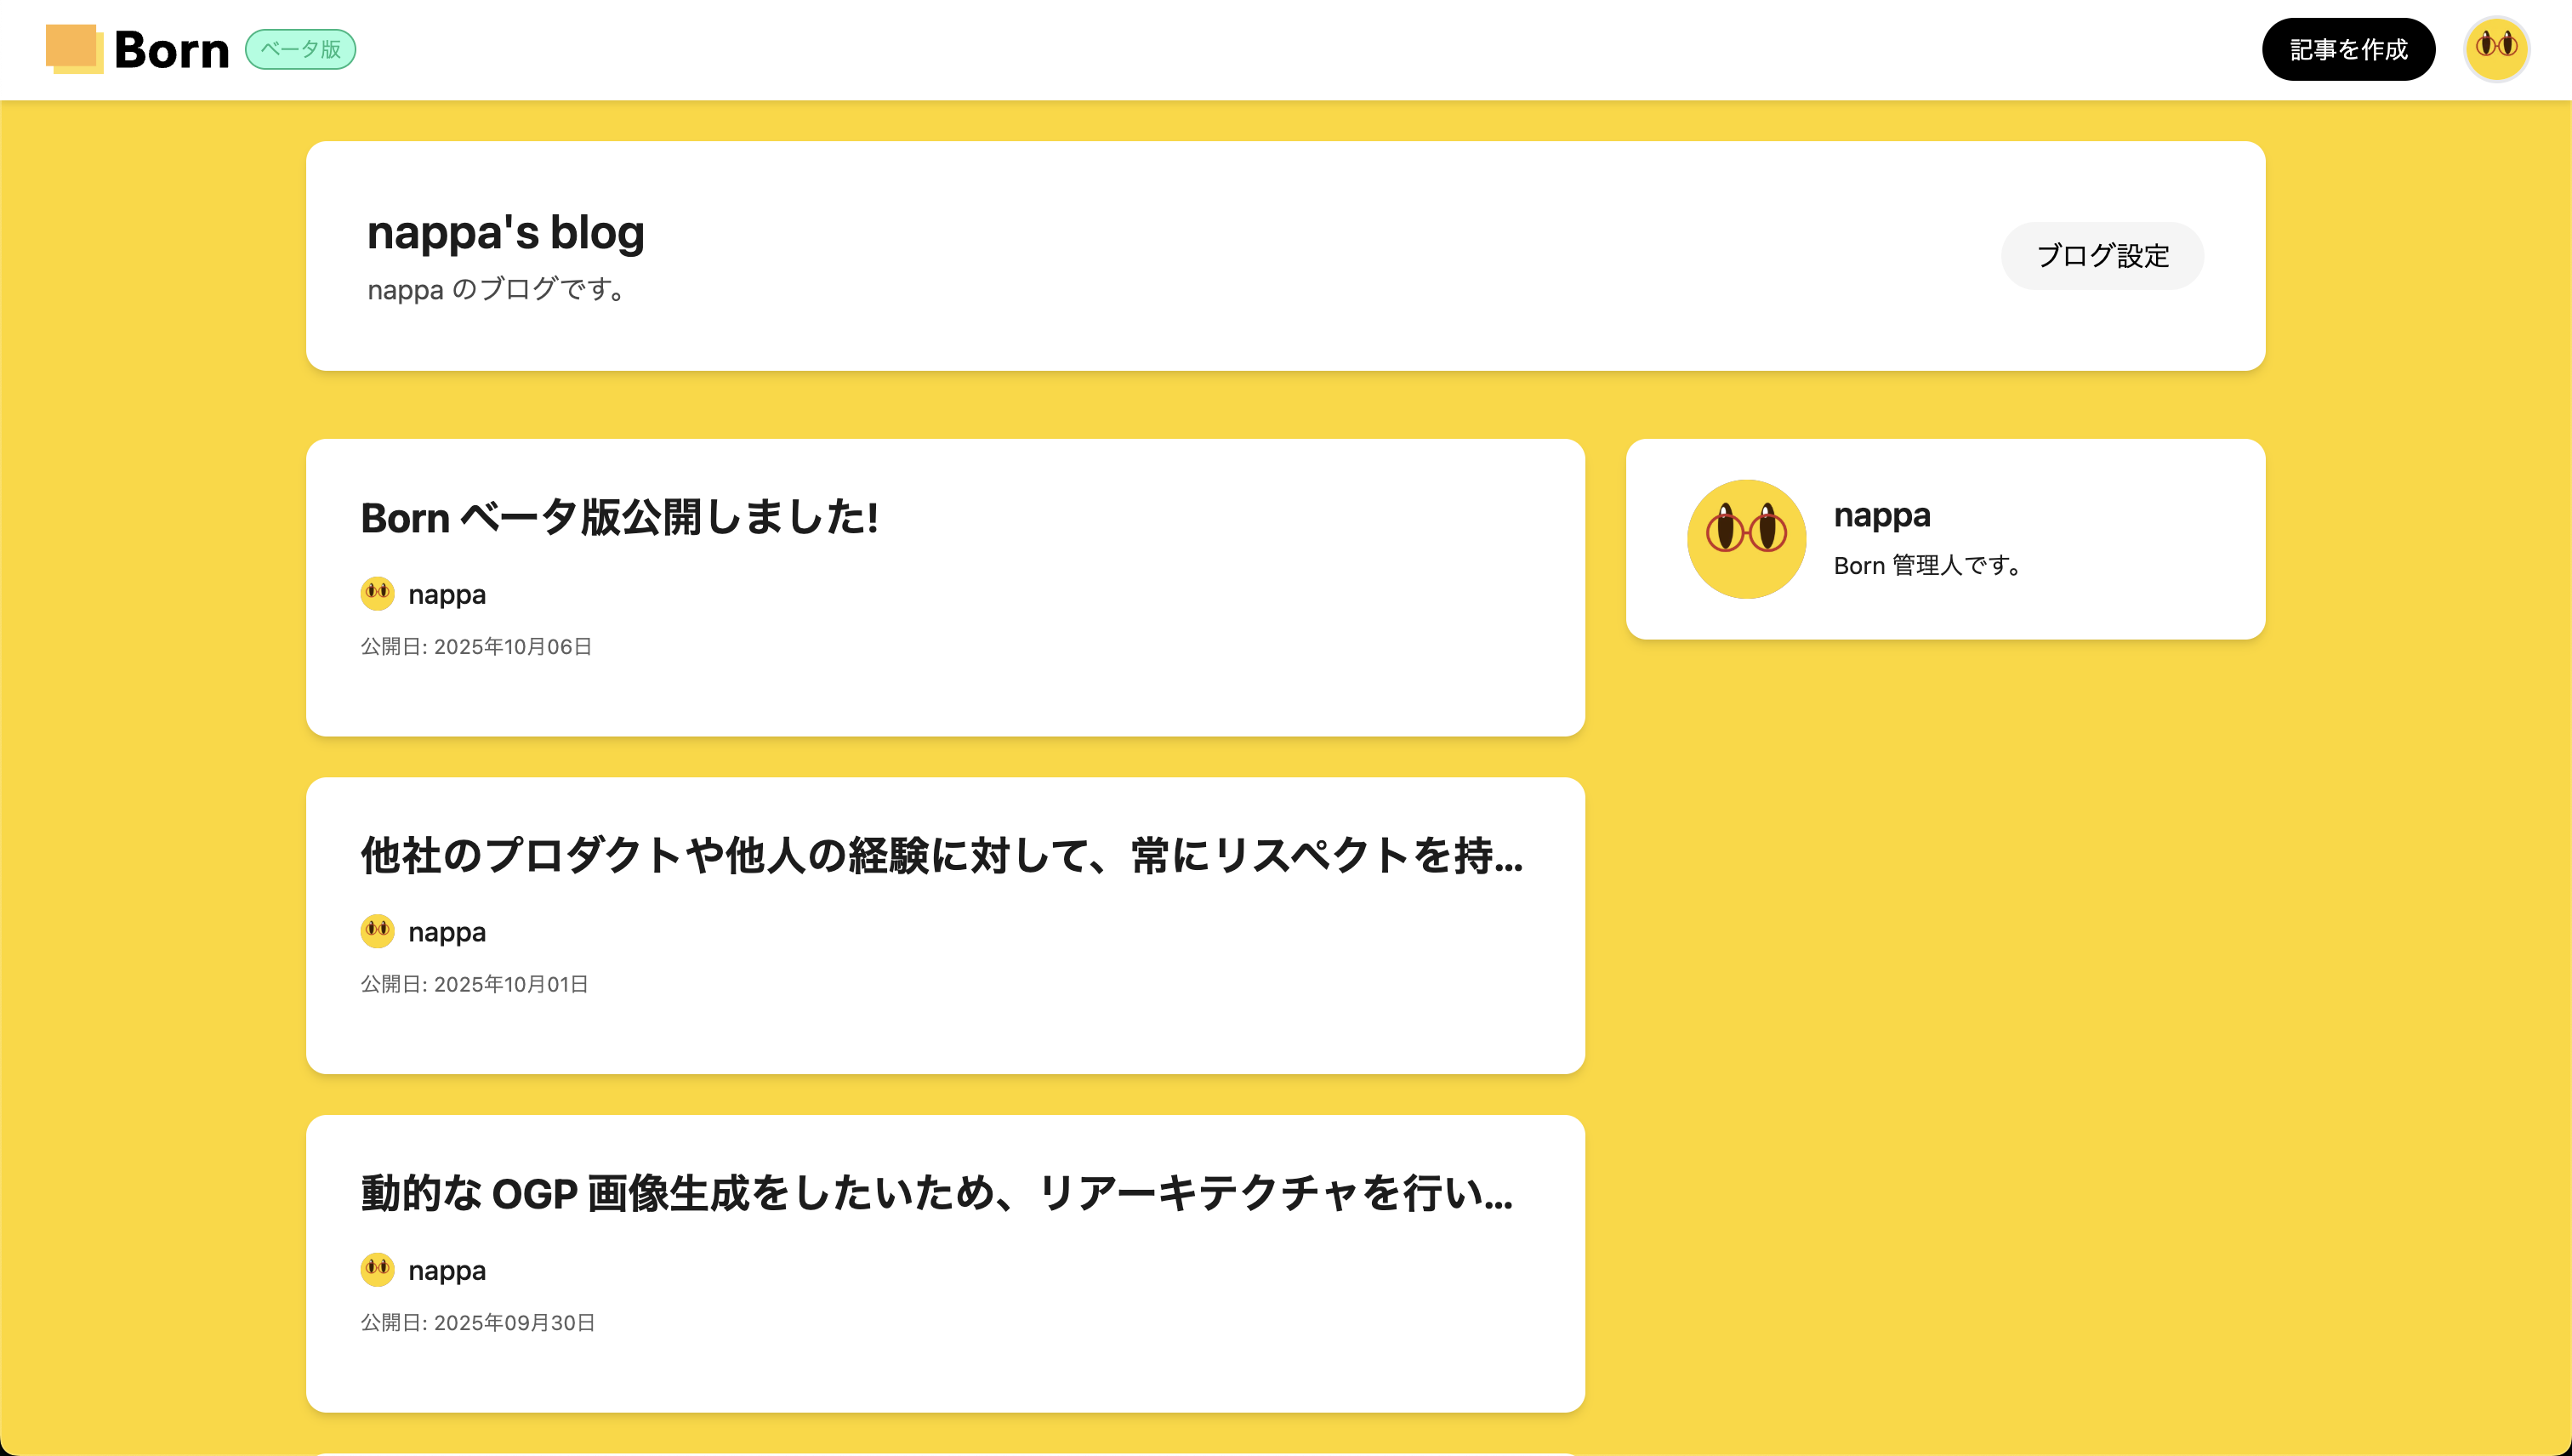 Born
ベータ版
記事を作成
nappa's blog
nappa のブログです。
ブログ設定
Born ベータ版公開しました!
nappa
公開日: 2025年10月06日
nappa
Born 管理人です。
他社のプロダクトや他人の経験に対して、常にリスペクトを持...
nappa
公開日: 2025年10月01日
動的な OGP 画像生成をしたいため、リアーキテクチャを行い...
nappa
公開日: 2025年09月30日